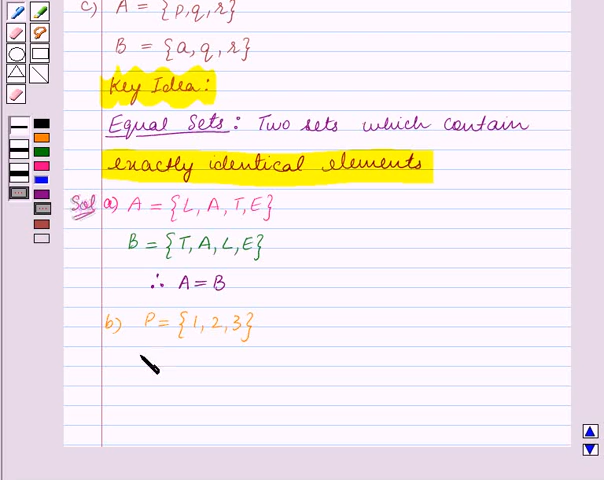 c) A = {p,q,r}
B = {a,q,r}
Key Idea:
Equal Sets: Two sets which contain
exactly identical elements
Sol a) A = {L, A, T, E}
B = {T, A, L, E}
∴ A = B
b) P = {1, 2, 3}